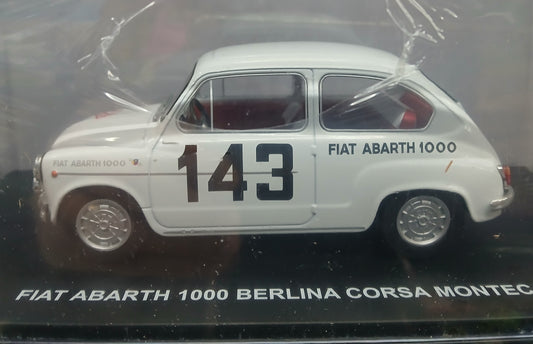 FIAT ABARTH 1000
143
FIAT ABARTH 1000
FIAT ABARTH 1000 BERLINA CORSA MONTEC